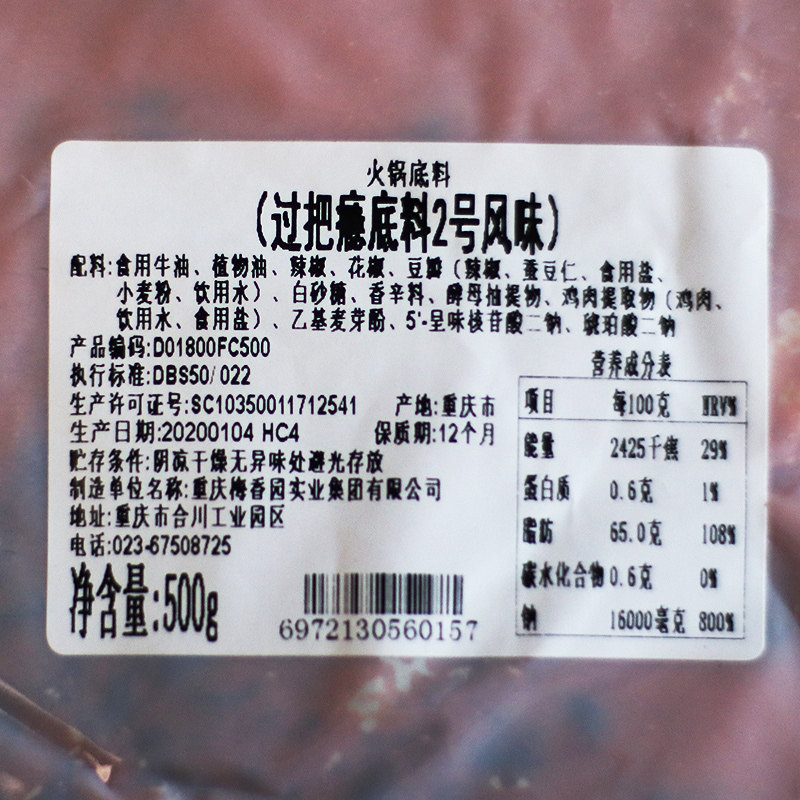 火锅底料
(过把瘾底料2号风味)
配料:食用牛油、植物油、辣椒、花椒、豆瓣(辣椒、蚕豆仁、食用盐、
小麦粉、饮用水)、白砂糖、香辛料、酵母抽提物、鸡肉提取物(鸡肉、
饮用水、食用盐)、乙基麦芽酚、5'-呈味核苷酸二钠、琥珀酸二钠
产品编码:D01800FC500
执行标准:DBS50/022
生产许可证号:SC10350011712541 产地:重庆市
生产日期:20200104 HC4 保质期:12个月
贮存条件:阴凉干燥无异味处避光存放
制造单位名称:重庆梅香园实业集团有限公司
地址:重庆市合川工业园区
电话:023-67508725
净含量:500g
6972130560157
营养成分表
项目 每100克 NRV%
能量 2425千焦 29%
蛋白质 0.6克 1%
脂肪 65.0克 108%
碳水化合物 0.6克 0%
钠 16000毫克 800%